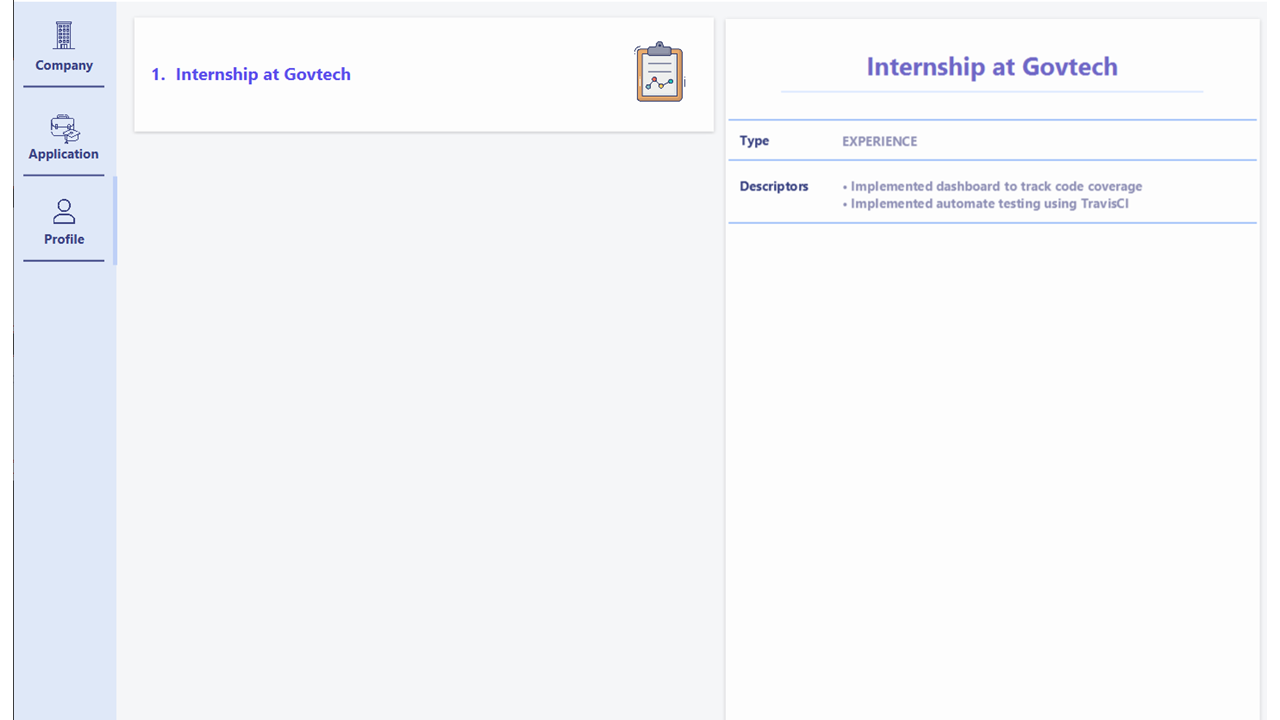 Company
Application
Profile
1. Internship at Govtech
Internship at Govtech
Type EXPERIENCE
Descriptors • Implemented dashboard to track code coverage
• Implemented automate testing using TravisCI